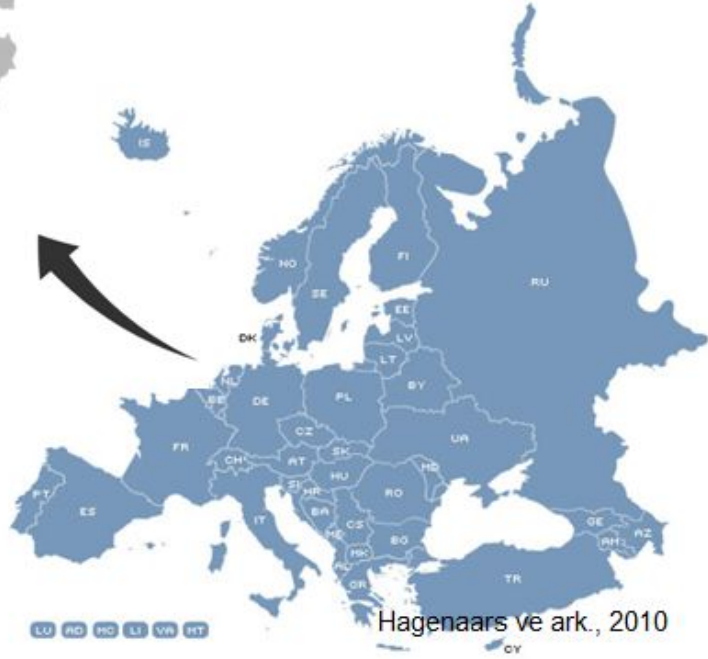 IS
NO
SE
FI
RU
DK
EE
LV
LT
NL
BE
DE
PL
BY
FR
CZ
SK
UA
CH
AT
HU
MD
SI
HR
RO
PT
ES
IT
BA
CS
ME
BG
MK
AL
GR
GE
AM
AZ
TR
LU AD MC LI VA MT
Hagenaars ve ark., 2010
CY